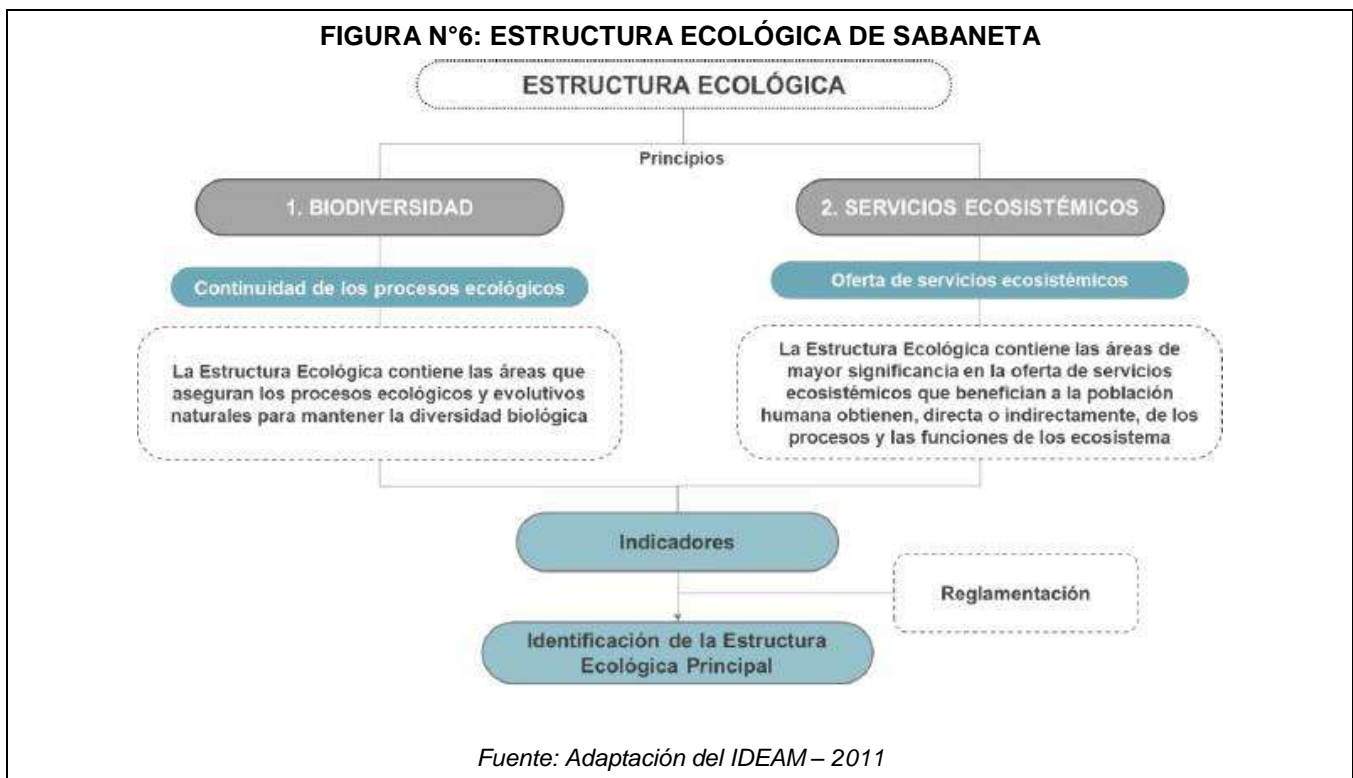 FIGURA N°6: ESTRUCTURA ECOLÓGICA DE SABANETA
ESTRUCTURA ECOLÓGICA
Principios
1. BIODIVERSIDAD
2. SERVICIOS ECOSISTÉMICOS
Continuidad de los procesos ecológicos
Oferta de servicios ecosistémicos
La Estructura Ecológica contiene las áreas que
aseguran los procesos ecológicos y evolutivos
naturales para mantener la diversidad biológica
La Estructura Ecológica contiene las áreas de
mayor significancia en la oferta de servicios
ecosistémicos que benefician a la población
humana obtienen, directa o indirectamente, de los
procesos y las funciones de los ecosistema
Indicadores
Reglamentación
Identificación de la Estructura
Ecológica Principal
Fuente: Adaptación del IDEAM – 2011